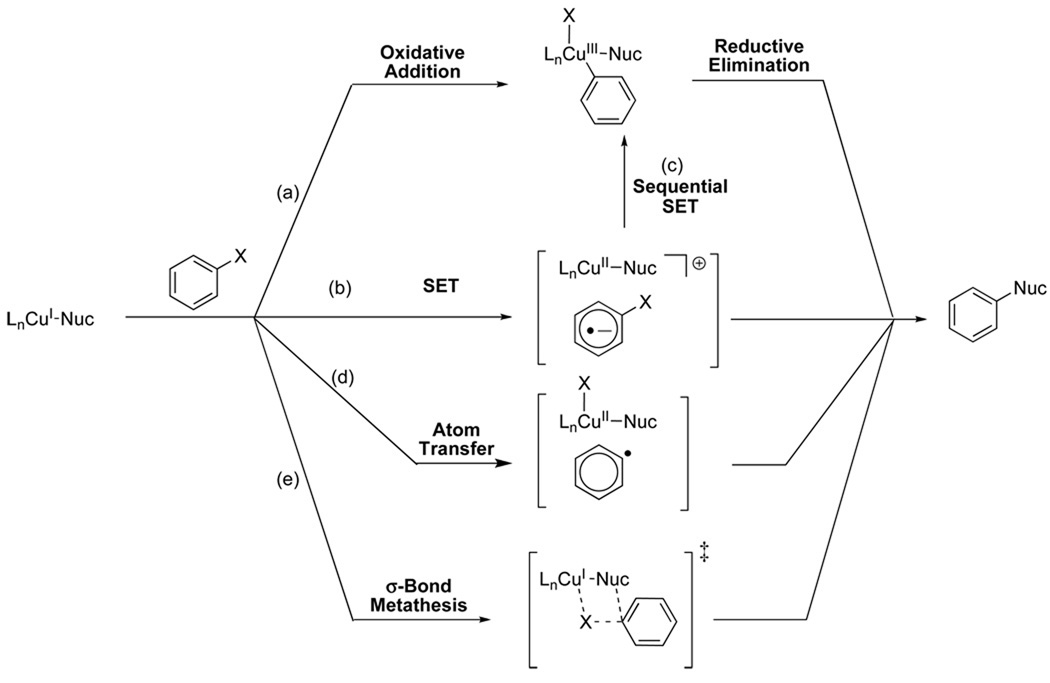 X
LnCuIII–Nuc
Oxidative
Addition
Reductive
Elimination
(c)
Sequential
SET
(a)
X
(b)
SET
LnCuII–Nuc
⊕
X
•–
LnCuI-Nuc
Nuc
(d)
X
LnCuII–Nuc
Atom
Transfer
•
(e)
‡
LnCuI-Nuc
σ-Bond
Metathesis
X